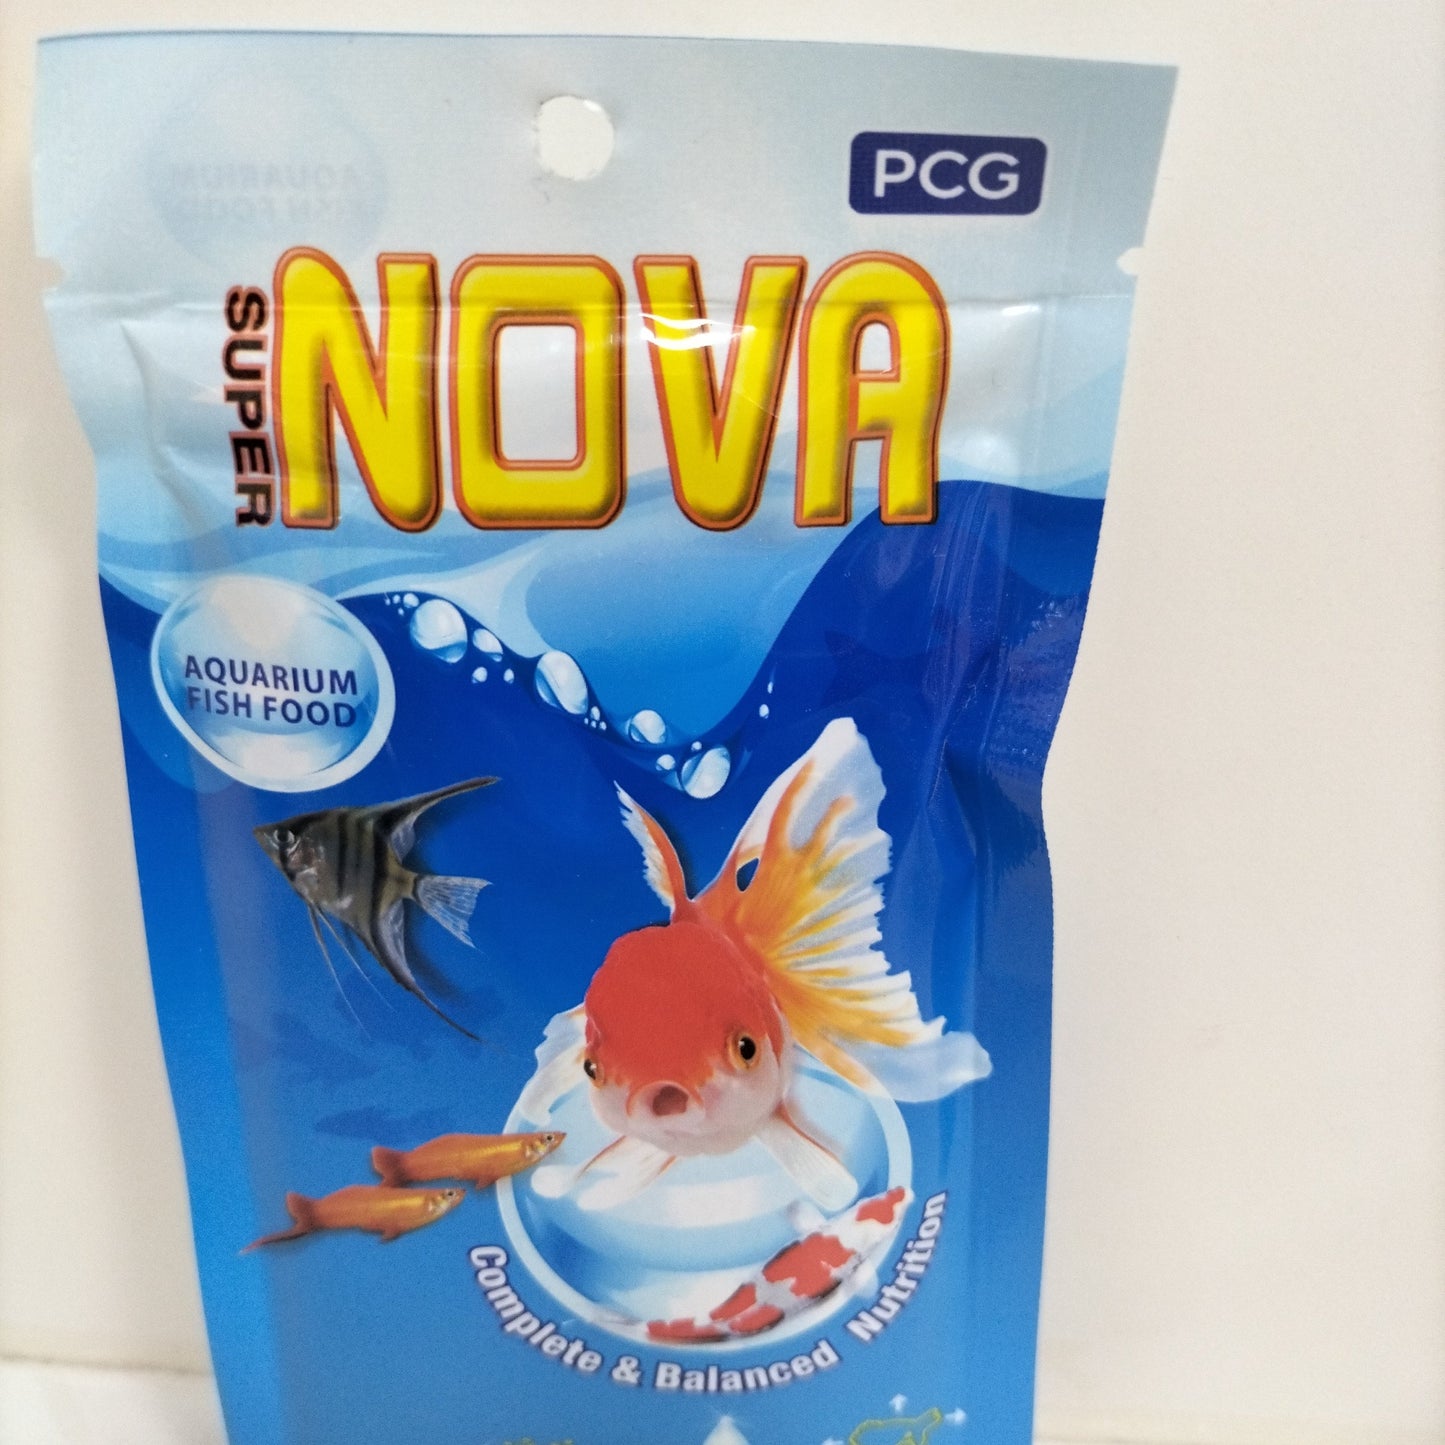 PCG
SUPER
NOVA
AQUARIUM
FISH FOOD
Complete & Balanced Nutrition